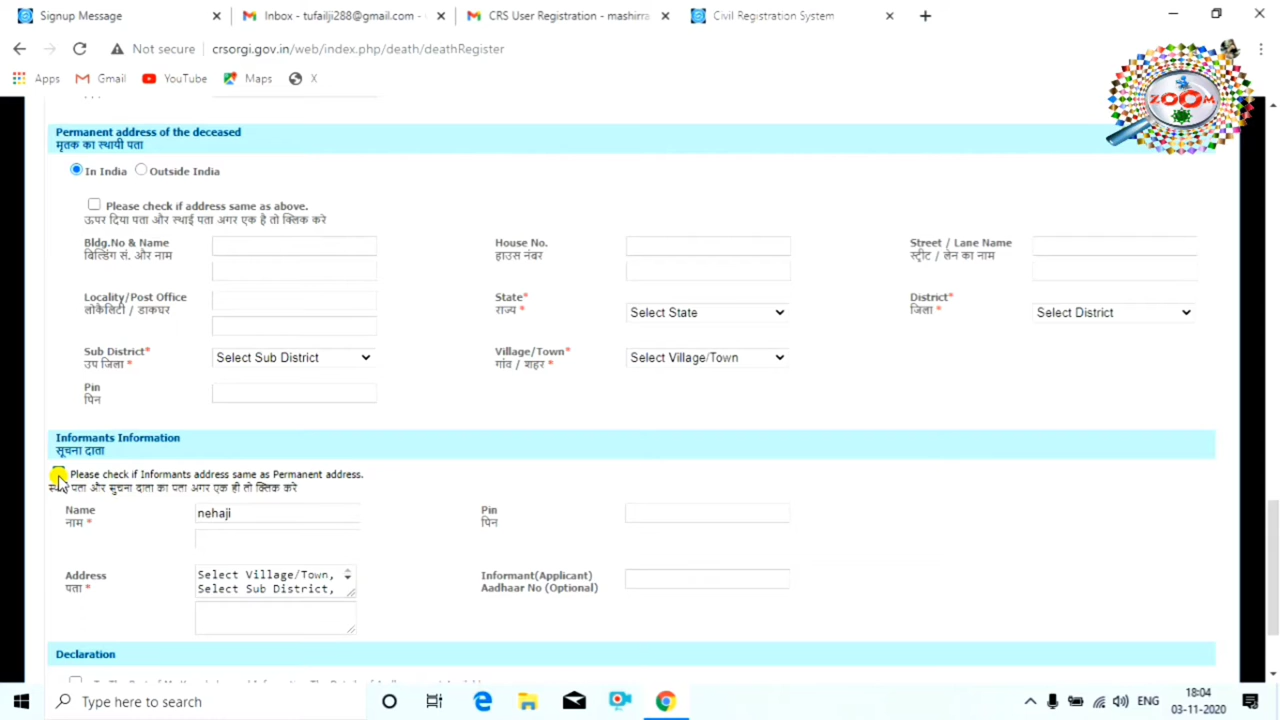 Signup Message
Inbox - tufailji288@gmail.com -
CRS User Registration - mashirra
Civil Registration System
Not secure
crsorgi.gov.in/web/index.php/death/deathRegister
Apps
Gmail
YouTube
Maps
X
ZOOM
Permanent address of the deceased
मृतक का स्थायी पता
In India
Outside India
Please check if address same as above.
ऊपर दिया पता और स्थाई पता अगर एक है तो क्लिक करे
Bldg.No & Name
बिल्डिंग सं. और नाम
House No.
हाउस नंबर
Street / Lane Name
स्ट्रीट / लेन का नाम
Locality/Post Office
लोकैलिटी / डाकघर
State*
राज्य *
Select State
District*
जिला *
Select District
Sub District*
उप जिला *
Select Sub District
Village/Town*
गांव / शहर *
Select Village/Town
Pin
पिन
Informants Information
सूचना दाता
Please check if Informants address same as Permanent address.
पता और सुचना दाता का पता अगर एक ही तो क्लिक करे
Name
नाम *
nehaji
Pin
पिन
Address
पता *
Select Village/Town,
Select Sub District,
Informant(Applicant)
Aadhaar No (Optional)
Declaration
Type here to search
ENG
18:04
03-11-2020